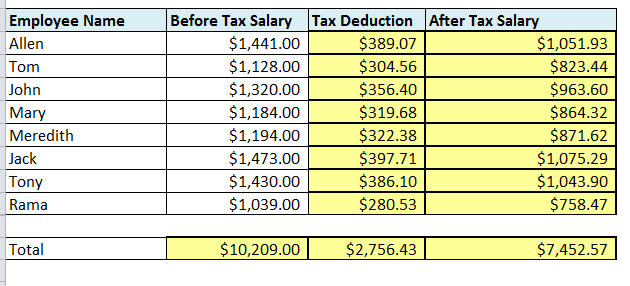 Employee Name Before Tax Salary Tax Deduction After Tax Salary
Allen $1,441.00 $389.07 $1,051.93
Tom $1,128.00 $304.56 $823.44
John $1,320.00 $356.40 $963.60
Mary $1,184.00 $319.68 $864.32
Meredith $1,194.00 $322.38 $871.62
Jack $1,473.00 $397.71 $1,075.29
Tony $1,430.00 $386.10 $1,043.90
Rama $1,039.00 $280.53 $758.47
Total $10,209.00 $2,756.43 $7,452.57